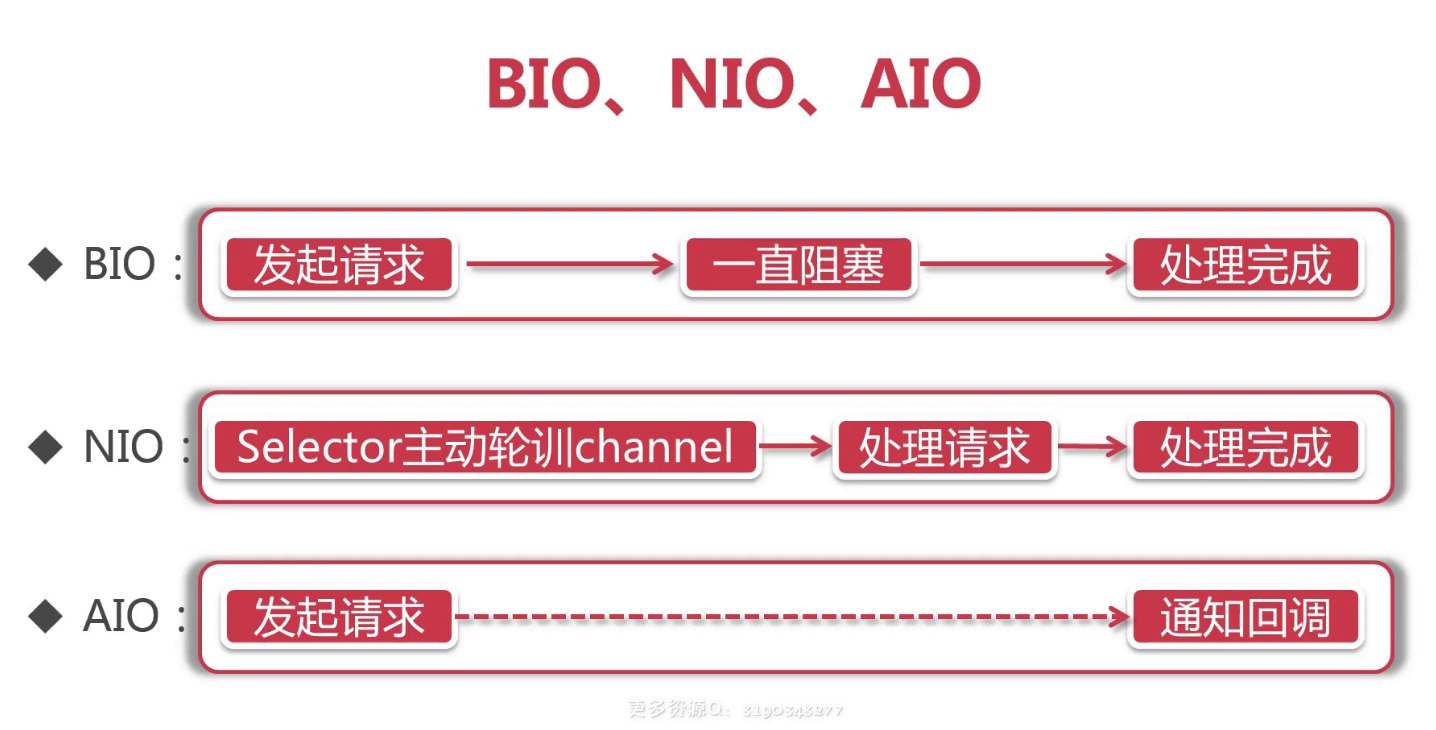 BIO、NIO、AIO
◆ BIO: 发起请求 一直阻塞 处理完成
◆ NIO: Selector主动轮训channel 处理请求 处理完成
◆ AIO: 发起请求 通知回调
更多资源Q: 3190343277